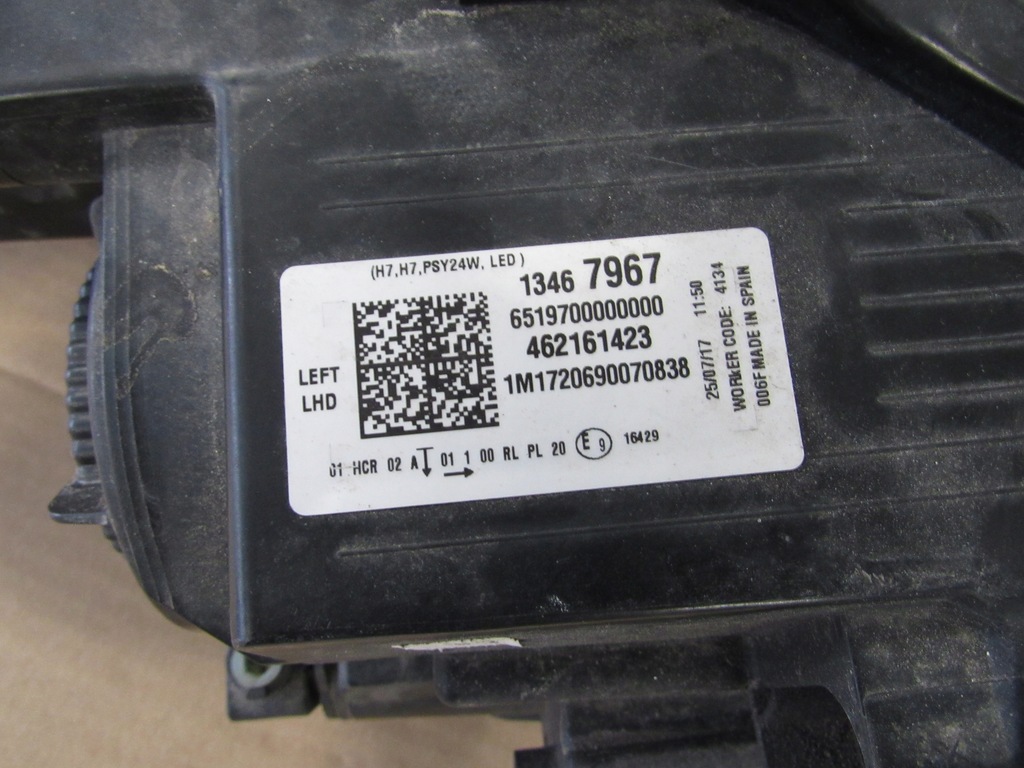 (H7,H7,PSY24W, LED )
1346 7967
6519700000000
462161423
1M1720690070838
LEFT
LHD
01 HCR 02 A 01 1 00 RL PL 20 E 9 16429
25/07/17 11:50
WORKER CODE: 4134
006F MADE IN SPAIN